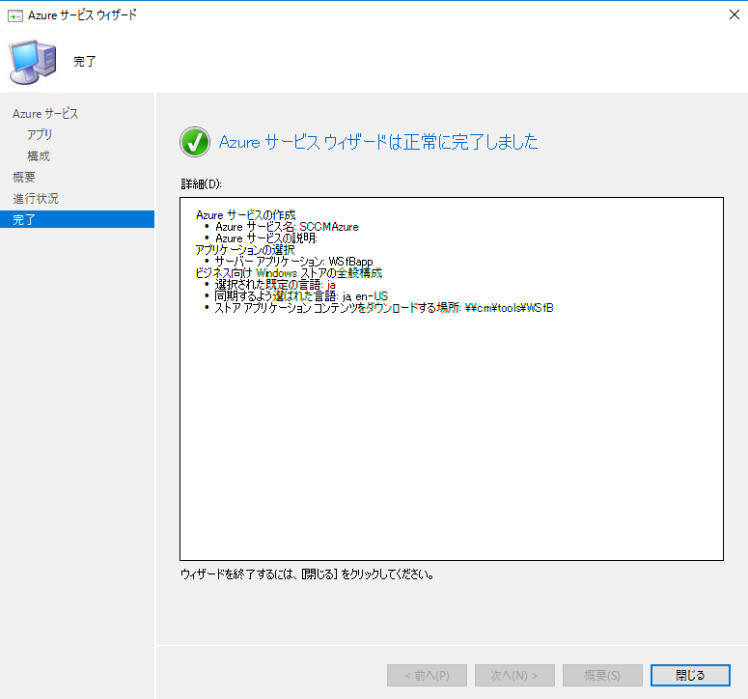 Azure サービス ウィザード
完了
Azure サービス
アプリ
構成
概要
進行状況
完了
Azure サービス ウィザードは正常に完了しました
詳細(D):
Azure サービスの作成
• Azure サービス名: SCCMAzure
• Azure サービスの説明:
アプリケーションの選択
• サーバー アプリケーション: WSfBapp
ビジネス向け Windows ストアの全般構成
• 選択された既定の言語: ja
• 同期するよう選ばれた言語: ja, en-US
• ストア アプリケーション コンテンツをダウンロードする場所: ¥¥cm¥tools¥WSfB
ウィザードを終了するには、[閉じる] をクリックしてください。
< 前へ(P)
次へ(N) >
概要(S)
閉じる